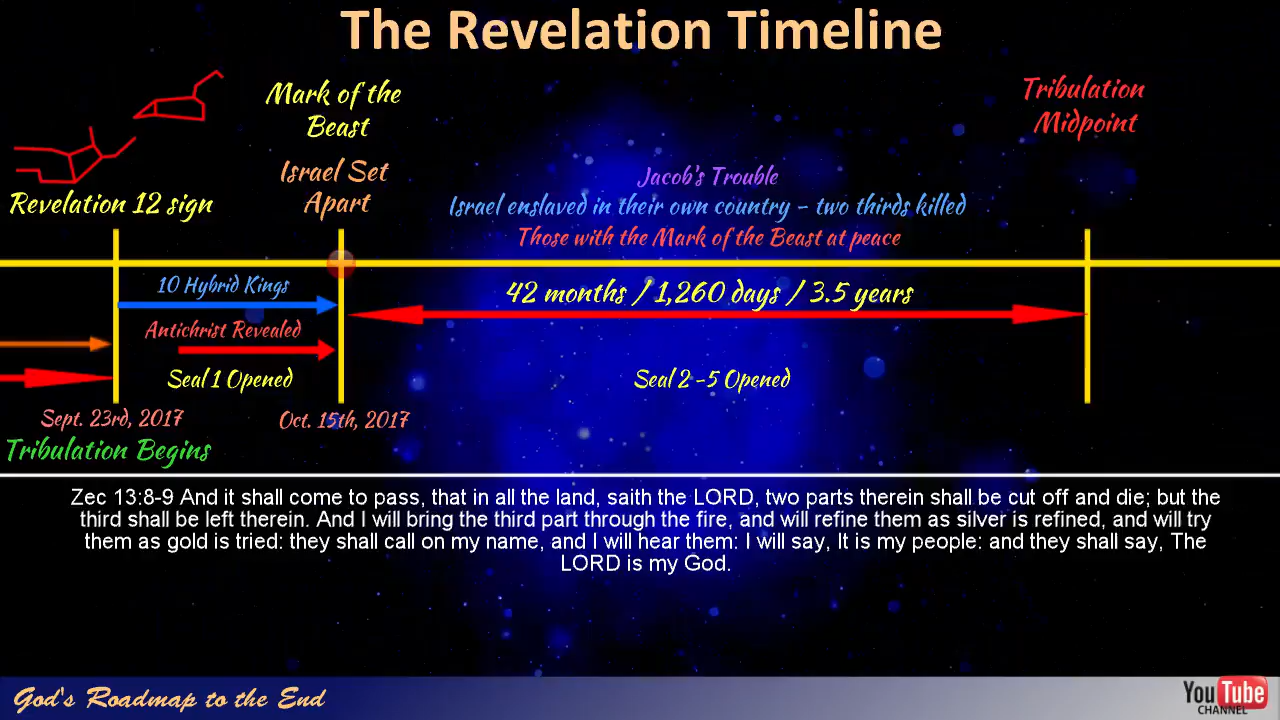 The Revelation Timeline
Mark of the
Beast
Tribulation
Midpoint
Israel Set
Apart
Revelation 12 sign
Jacob's Trouble
Israel enslaved in their own country - two thirds killed
Those with the Mark of the Beast at peace
10 Hybrid Kings
42 months / 1,260 days / 3.5 years
Antichrist Revealed
Seal 1 Opened
Seal 2 -5 Opened
Sept. 23rd, 2017
Oct. 15th, 2017
Tribulation Begins
Zec 13:8-9 And it shall come to pass, that in all the land, saith the LORD, two parts therein shall be cut off and die; but the
third shall be left therein. And I will bring the third part through the fire, and will refine them as silver is refined, and will try
them as gold is tried: they shall call on my name, and I will hear them: I will say, It is my people: and they shall say, The
LORD is my God.
God's Roadmap to the End
YouTube
CHANNEL